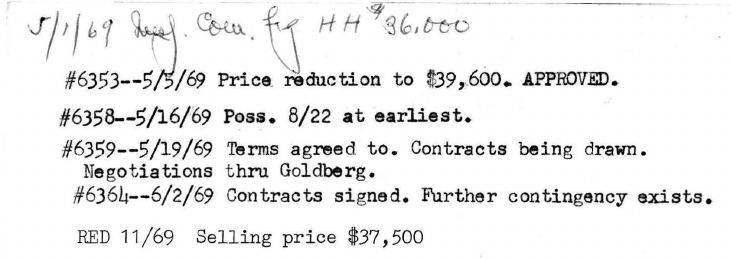 5/1/69 Com. fig HH $36,000
#6353--5/5/69 Price reduction to $39,600. APPROVED.
#6358--5/16/69 Poss. 8/22 at earliest.
#6359--5/19/69 Terms agreed to. Contracts being drawn.
Negotiations thru Goldberg.
#6364--6/2/69 Contracts signed. Further contingency exists.
RED 11/69 Selling price $37,500